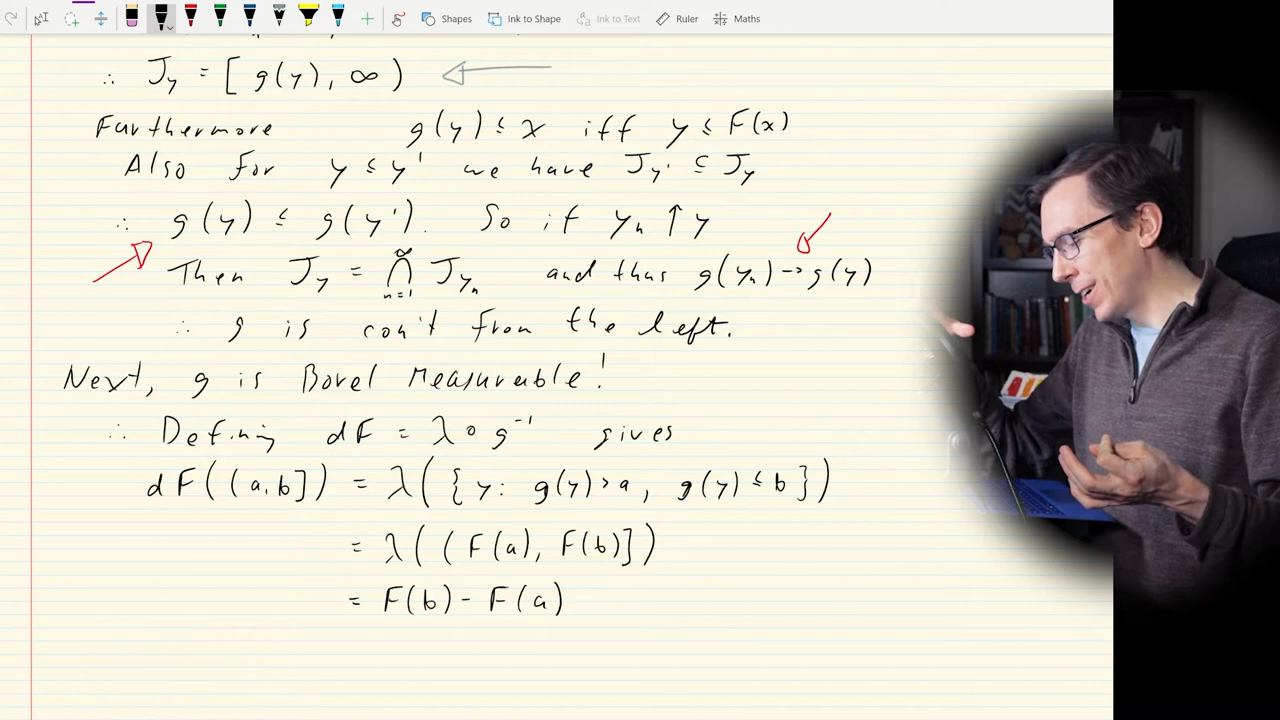 Shapes Ink to Shape Ink to Text Ruler Maths
∴ J_y = [ g(y), ∞ )
Furthermore g(y) ≤ x iff y ≤ F(x)
Also for y ≤ y' we have J_y' ⊆ J_y
∴ g(y) ≤ g(y'). So if y_n ↑ y
Then J_y = ∩_{n=1}^∞ J_{y_n} and thus g(y_n) → g(y)
∴ g is con't from the left.
Next, g is Borel Measurable!
∴ Defining dF = λ ∘ g⁻¹ gives
dF((a,b]) = λ({y: g(y)>a, g(y)≤b})
= λ((F(a), F(b)])
= F(b) - F(a)